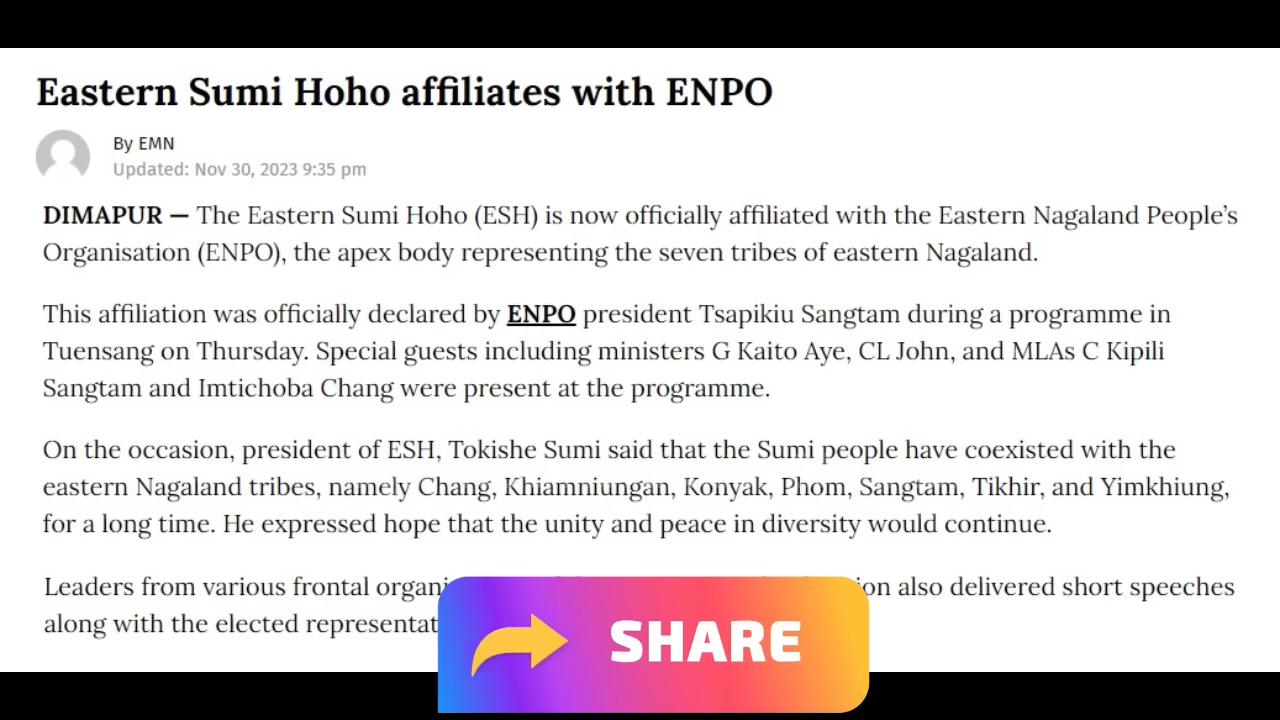 Eastern Sumi Hoho affiliates with ENPO
By EMN
Updated: Nov 30, 2023 9:35 pm
DIMAPUR — The Eastern Sumi Hoho (ESH) is now officially affiliated with the Eastern Nagaland People’s
Organisation (ENPO), the apex body representing the seven tribes of eastern Nagaland.
This affiliation was officially declared by ENPO president Tsapikiu Sangtam during a programme in
Tuensang on Thursday. Special guests including ministers G Kaito Aye, CL John, and MLAs C Kipili
Sangtam and Imtichoba Chang were present at the programme.
On the occasion, president of ESH, Tokishe Sumi said that the Sumi people have coexisted with the
eastern Nagaland tribes, namely Chang, Khiamniungan, Konyak, Phom, Sangtam, Tikhir, and Yimkhiung,
for a long time. He expressed hope that the unity and peace in diversity would continue.
Leaders from various frontal also delivered short speeches
along with the elected
SHARE